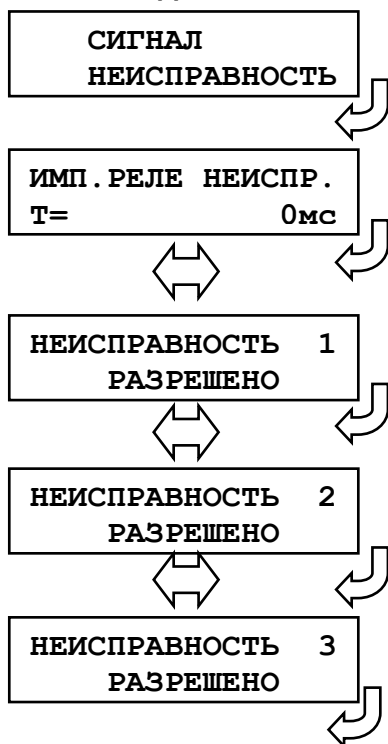 СИГНАЛ
НЕИСПРАВНОСТЬ
ИМП.РЕЛЕ НЕИСПР.
Т= 0мс
НЕИСПРАВНОСТЬ 1
РАЗРЕШЕНО
НЕИСПРАВНОСТЬ 2
РАЗРЕШЕНО
НЕИСПРАВНОСТЬ 3
РАЗРЕШЕНО